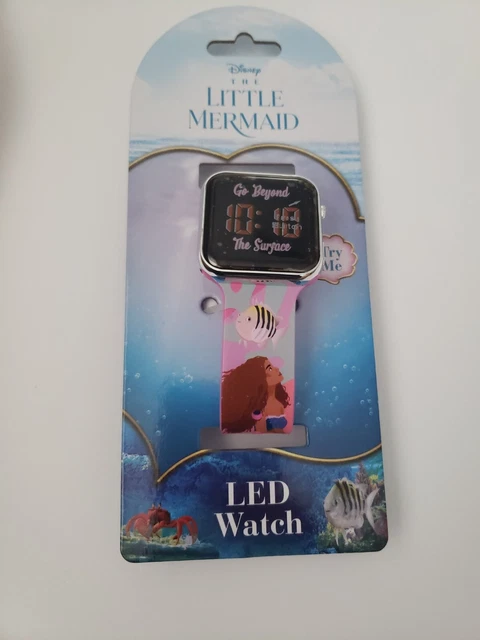 Disney
THE
LITTLE
MERMAID
Go Beyond
10:10
The Surface
Try
Me
LED
Watch